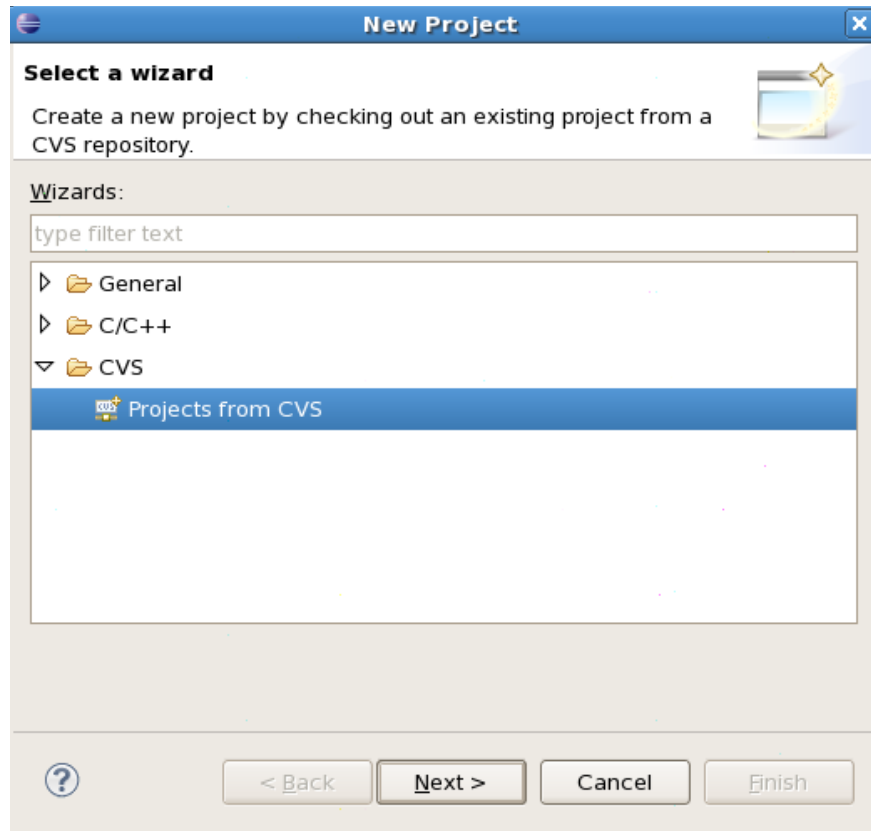 New Project
Select a wizard
Create a new project by checking out an existing project from a
CVS repository.
Wizards:
type filter text
General
C/C++
CVS
CVS
Projects from CVS
?
< Back
Next >
Cancel
Finish